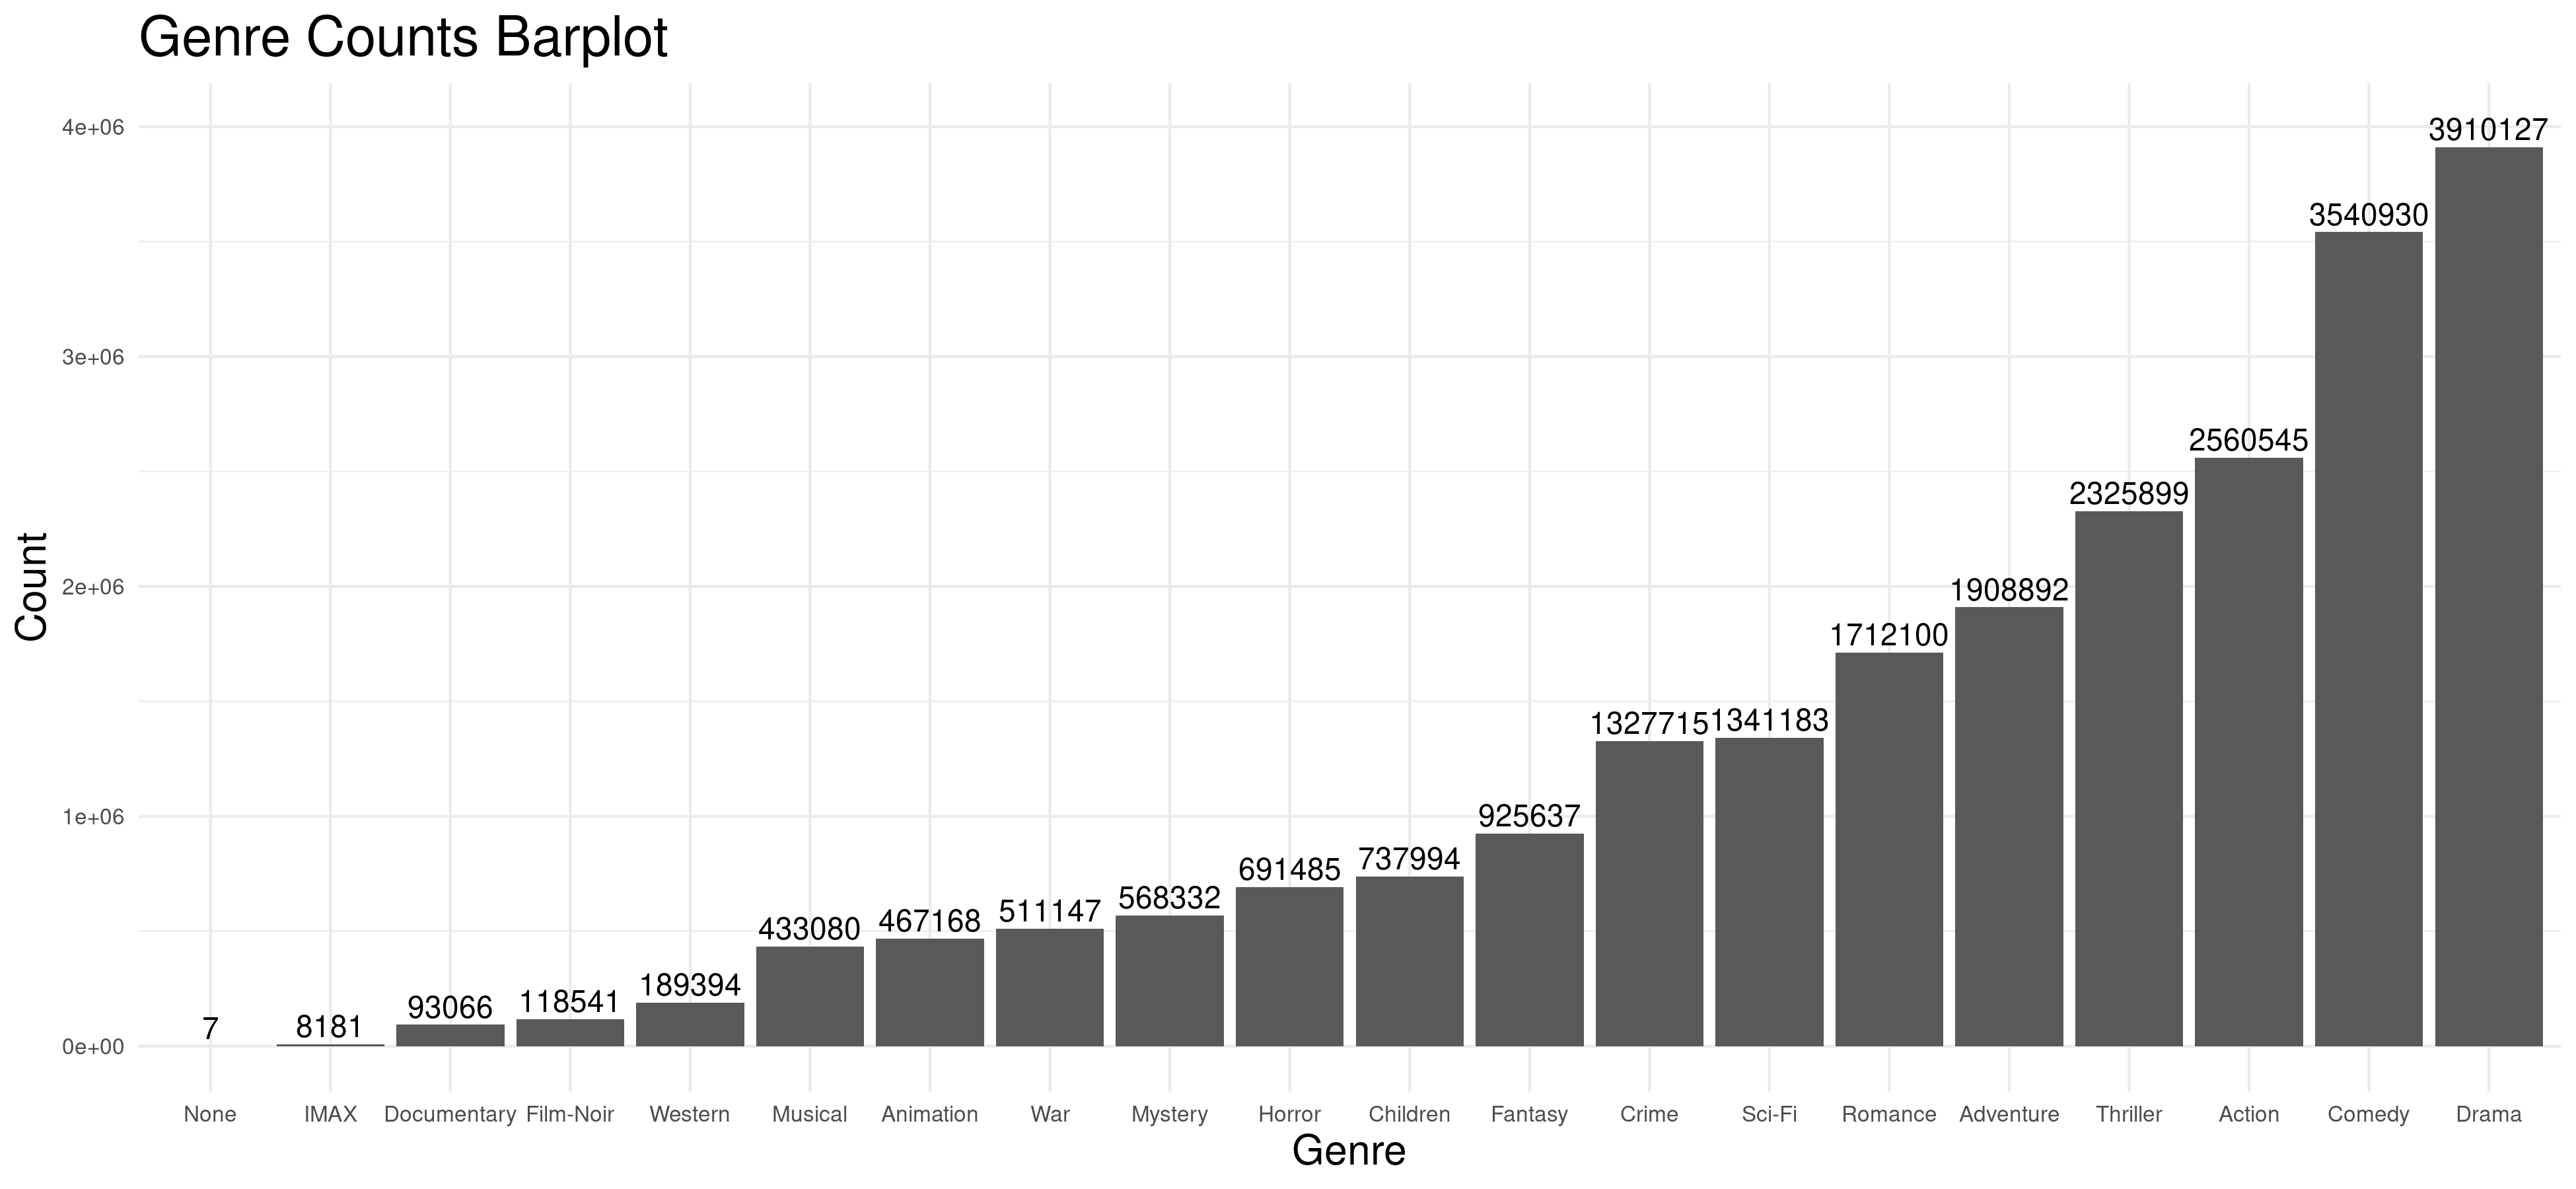 Genre Counts Barplot
4e+06
3e+06
2e+06
1e+06
0e+00
Count
7
8181
93066
118541
189394
433080
467168
511147
568332
691485
737994
925637
1327715
1341183
1712100
1908892
2325899
2560545
3540930
3910127
None
IMAX
Documentary
Film-Noir
Western
Musical
Animation
War
Mystery
Horror
Children
Fantasy
Crime
Sci-Fi
Romance
Adventure
Thriller
Action
Comedy
Drama
Genre